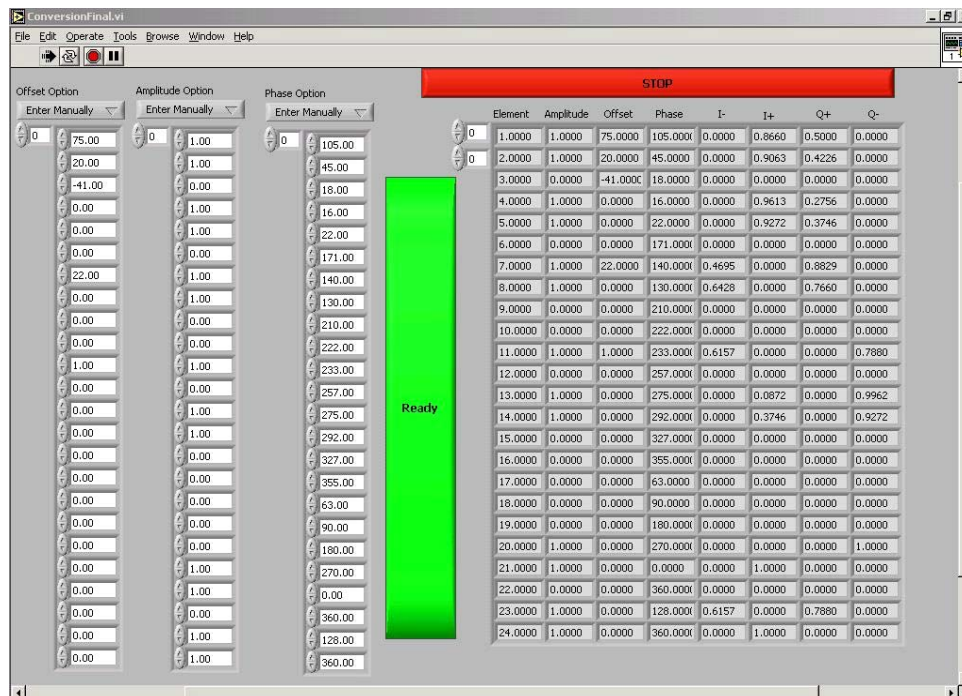 ConversionFinal.vi
File Edit Operate Tools Browse Window Help
1
STOP
Offset Option Amplitude Option Phase Option
Enter Manually Enter Manually Enter Manually
Element Amplitude Offset Phase I- I+ Q+ Q-
0 75.00 0 1.00 0 105.00 0 1.0000 1.0000 75.0000 105.000( 0.0000 0.8660 0.5000 0.0000
20.00 1.00 45.00 0 2.0000 1.0000 20.0000 45.0000 0.0000 0.9063 0.4226 0.0000
-41.00 0.00 18.00 3.0000 0.0000 -41.000C 18.0000 0.0000 0.0000 0.0000 0.0000
0.00 1.00 16.00 4.0000 1.0000 0.0000 16.0000 0.0000 0.9613 0.2756 0.0000
0.00 1.00 22.00 5.0000 1.0000 0.0000 22.0000 0.0000 0.9272 0.3746 0.0000
0.00 0.00 171.00 6.0000 0.0000 0.0000 171.000( 0.0000 0.0000 0.0000 0.0000
22.00 1.00 140.00 7.0000 1.0000 22.0000 140.000( 0.4695 0.0000 0.8829 0.0000
0.00 1.00 130.00 8.0000 1.0000 0.0000 130.000( 0.6428 0.0000 0.7660 0.0000
0.00 0.00 210.00 9.0000 0.0000 0.0000 210.000( 0.0000 0.0000 0.0000 0.0000
0.00 0.00 222.00 10.0000 0.0000 0.0000 222.000( 0.0000 0.0000 0.0000 0.0000
1.00 1.00 233.00 11.0000 1.0000 1.0000 233.000( 0.6157 0.0000 0.0000 0.7880
0.00 0.00 257.00 12.0000 0.0000 0.0000 257.000( 0.0000 0.0000 0.0000 0.0000
0.00 1.00 275.00 Ready 13.0000 1.0000 0.0000 275.000( 0.0000 0.0872 0.0000 0.9962
0.00 1.00 292.00 14.0000 1.0000 0.0000 292.000( 0.0000 0.3746 0.0000 0.9272
0.00 0.00 327.00 15.0000 0.0000 0.0000 327.000( 0.0000 0.0000 0.0000 0.0000
0.00 0.00 355.00 16.0000 0.0000 0.0000 355.000( 0.0000 0.0000 0.0000 0.0000
0.00 0.00 63.00 17.0000 0.0000 0.0000 63.0000 0.0000 0.0000 0.0000 0.0000
0.00 0.00 90.00 18.0000 0.0000 0.0000 90.0000 0.0000 0.0000 0.0000 0.0000
0.00 0.00 180.00 19.0000 0.0000 0.0000 180.000( 0.0000 0.0000 0.0000 0.0000
0.00 1.00 270.00 20.0000 1.0000 0.0000 270.000( 0.0000 0.0000 0.0000 1.0000
0.00 1.00 0.00 21.0000 1.0000 0.0000 0.0000 0.0000 1.0000 0.0000 0.0000
0.00 0.00 360.00 22.0000 0.0000 0.0000 360.000( 0.0000 0.0000 0.0000 0.0000
0.00 1.00 128.00 23.0000 1.0000 0.0000 128.000( 0.6157 0.0000 0.7880 0.0000
0.00 1.00 360.00 24.0000 1.0000 0.0000 360.000( 0.0000 1.0000 0.0000 0.0000